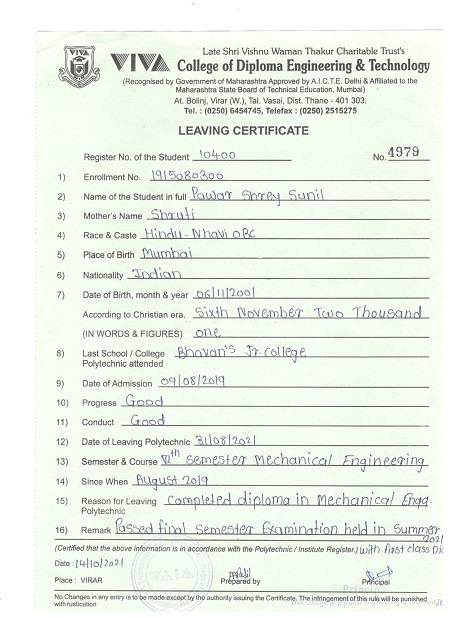 Late Shri Vishnu Waman Thakur Charitable Trust's
VIVA College of Diploma Engineering & Technology
(Recognised by Government of Maharashtra Approved by A.I.C.T.E. Delhi & Affiliated to the
Maharashtra State Board of Technical Education, Mumbai)
At. Bolinj, Virar (W.), Tal. Vasai, Dist. Thane - 401 303.
Tel. : (0250) 6454745, Telefax : (0250) 2515275
LEAVING CERTIFICATE
Register No. of the Student 10400 No. 4979
1) Enrollment No. 1915080300
2) Name of the Student in full Pawar Shrey Sunil
3) Mother's Name Shruti
4) Race & Caste Hindu-Nhavi OBC
5) Place of Birth Mumbai
6) Nationality Indian
7) Date of Birth, month & year 06/11/2001
According to Christian era. Sixth November Two Thousand
(IN WORDS & FIGURES) one
8) Last School / College Bhavan's Jr. college
Polytechnic attended
9) Date of Admission 09/08/2019
10) Progress Good
11) Conduct Good
12) Date of Leaving Polytechnic 31/08/2021
13) Semester & Course VIth Semester Mechanical Engineering
14) Since When August 2019
15) Reason for Leaving completed diploma in Mechanical Engg.
Polytechnic
16) Remark Passed final semester Examination held in summer
2021
(Certified that the above information is in accordance with the Polytechnic / Institute Register.) with first class Di
Date : 14/10/2021
Place : VIRAR Prepared by Principal
No Changes in any entry is to be made except by the authority issuing the Certificate. The infringement of this rule will be punished
with rustication